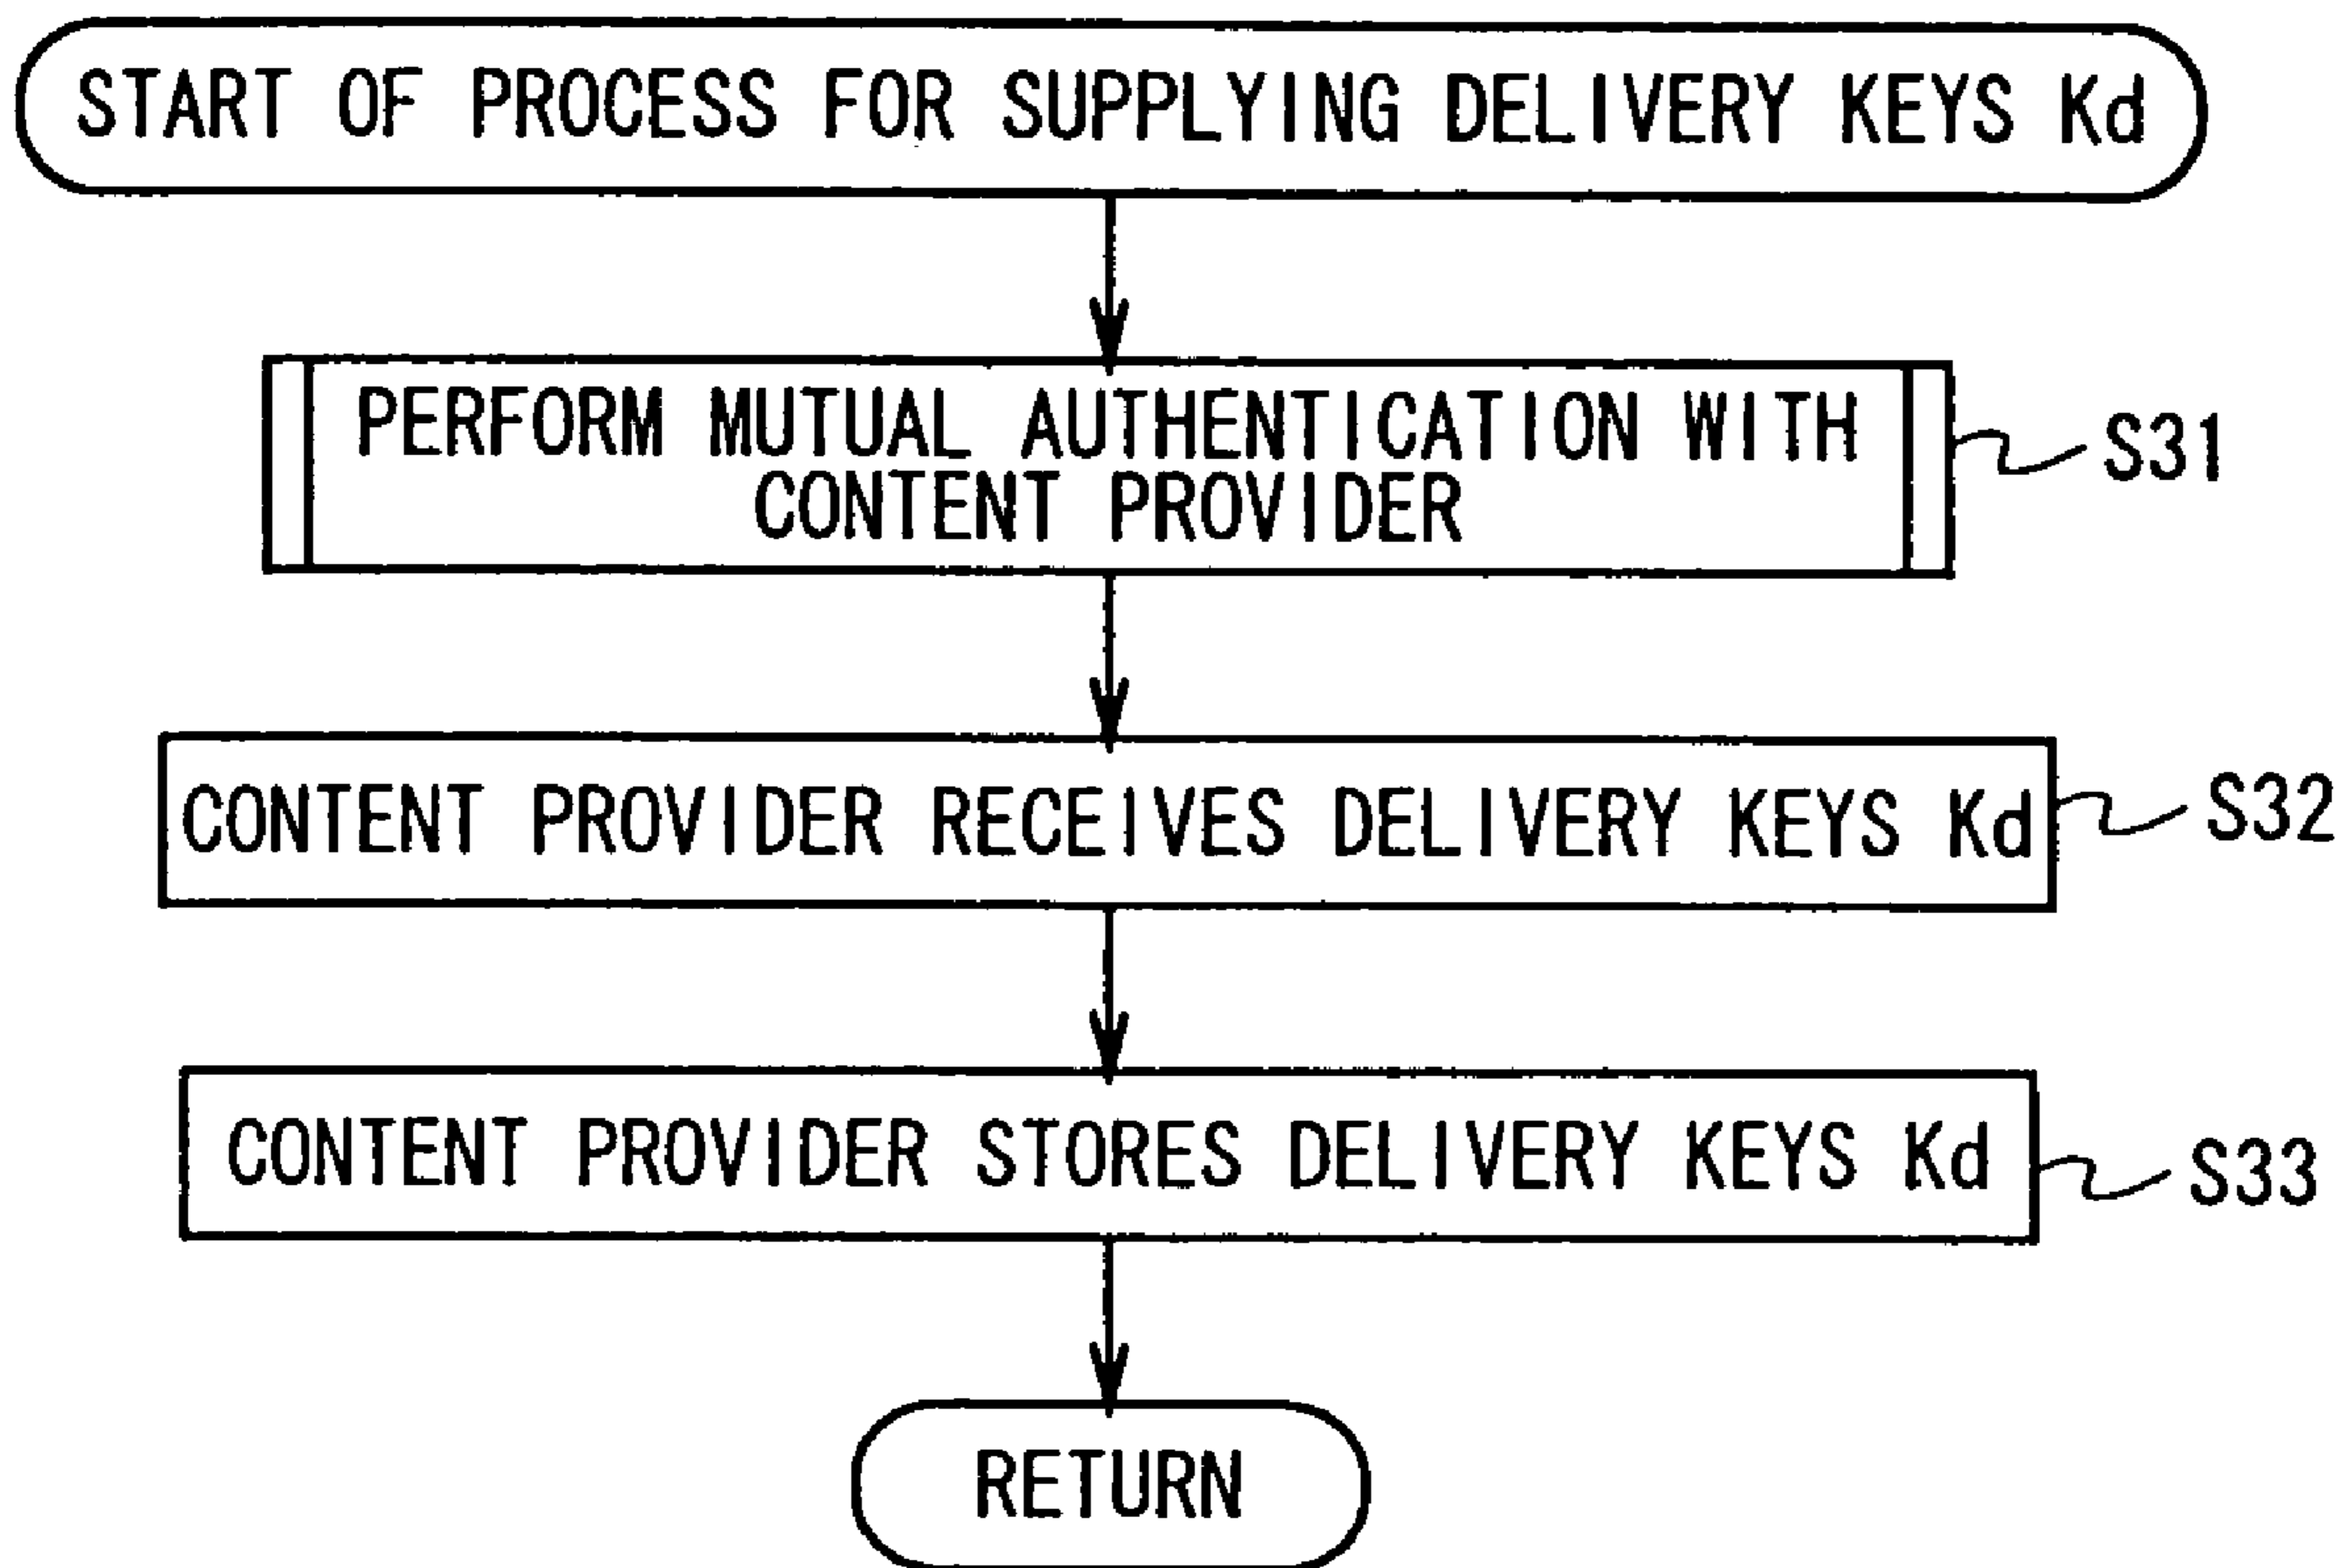 START OF PROCESS FOR SUPPLYING DELIVERY KEYS Kd
PERFORM MUTUAL AUTHENTICATION WITH
CONTENT PROVIDER
S31
CONTENT PROVIDER RECEIVES DELIVERY KEYS Kd
S32
CONTENT PROVIDER STORES DELIVERY KEYS Kd
S33
RETURN